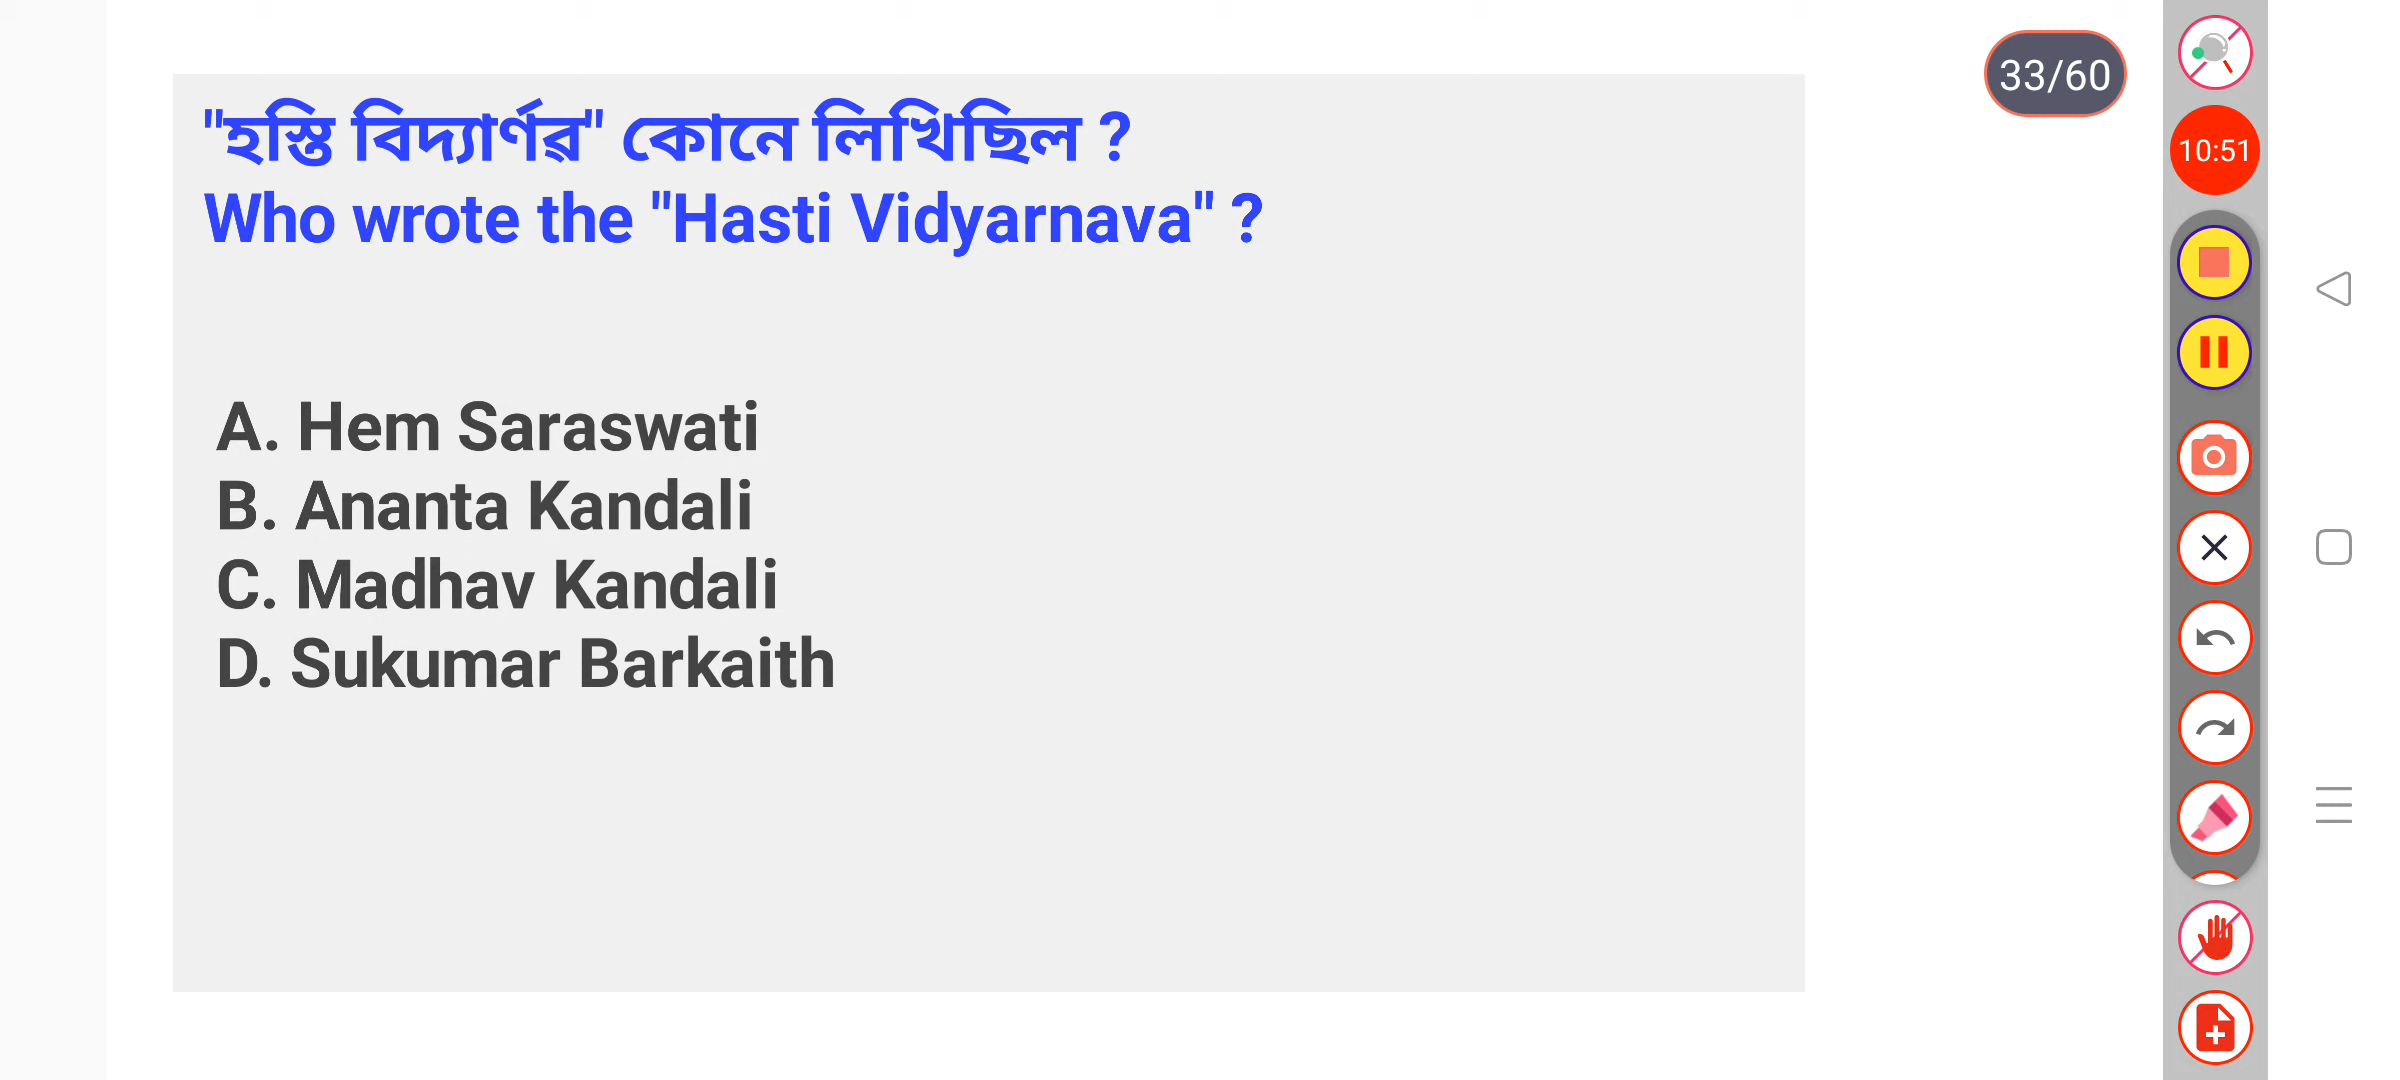 "হস্তি বিদ্যাৰ্ণৱ" কোনে লিখিছিল ?
Who wrote the "Hasti Vidyarnava" ?
A. Hem Saraswati
B. Ananta Kandali
C. Madhav Kandali
D. Sukumar Barkaith
33/60
10:51